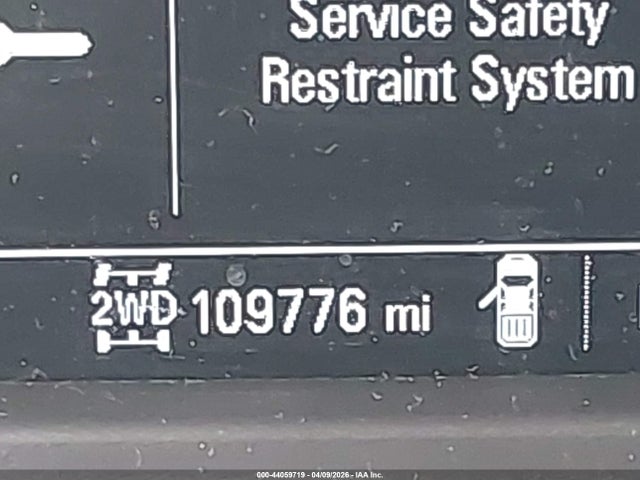 Service Safety
Restraint System
2WD 109776 mi
000-44059719 - 04/09/2026 - IAA Inc.